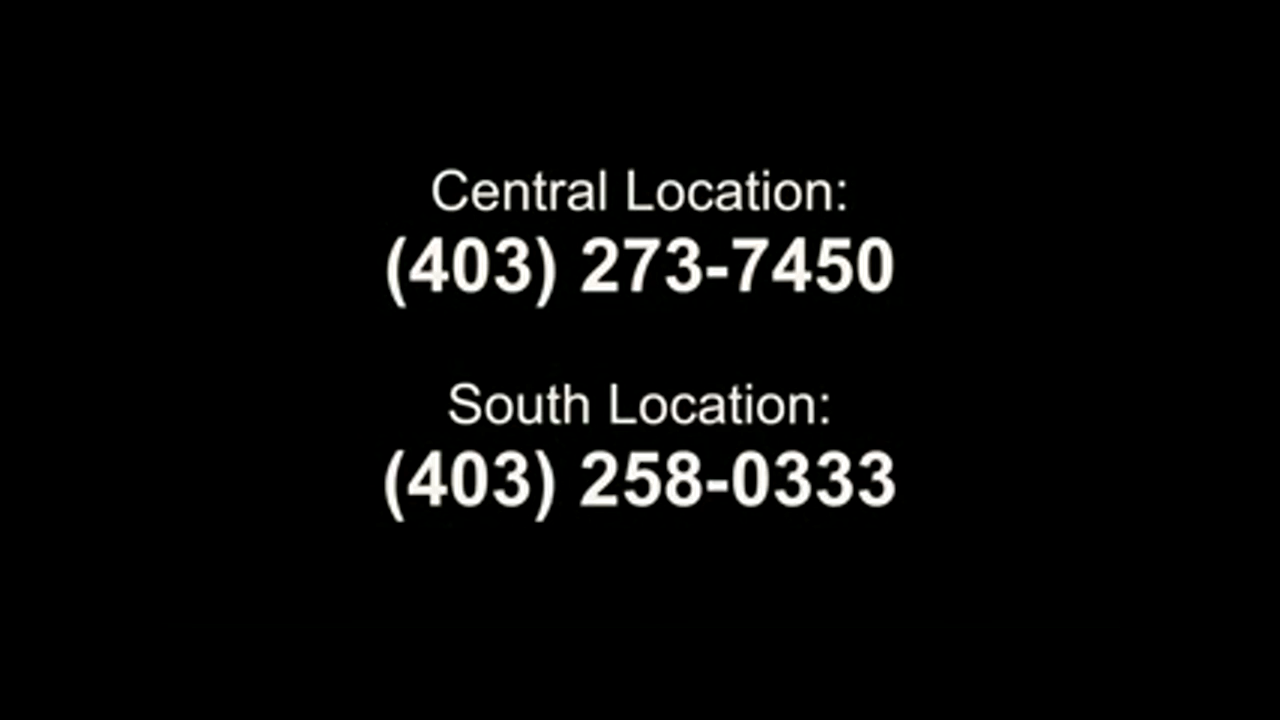 Central Location:
(403) 273-7450
South Location:
(403) 258-0333